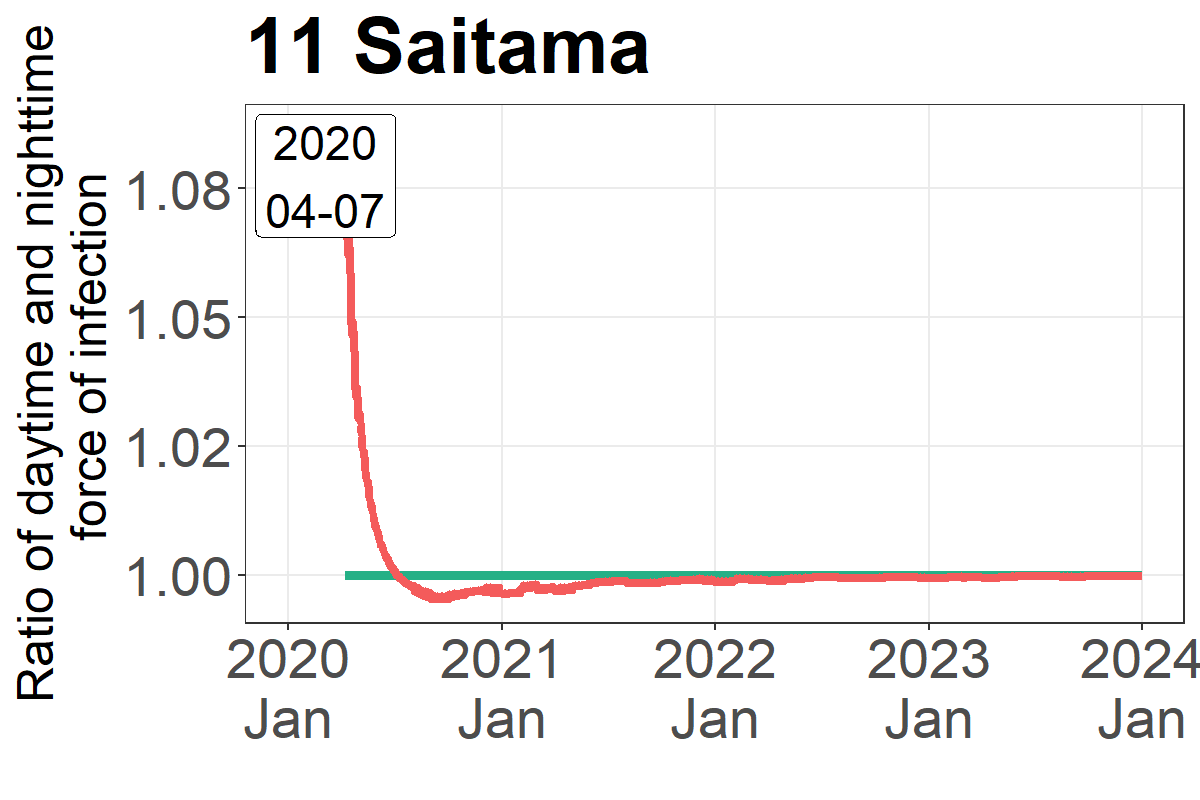 11 Saitama
Ratio of daytime and nighttime
force of infection
2020
04-07
1.08
1.05
1.02
1.00
2020
Jan
2021
Jan
2022
Jan
2023
Jan
2024
Jan